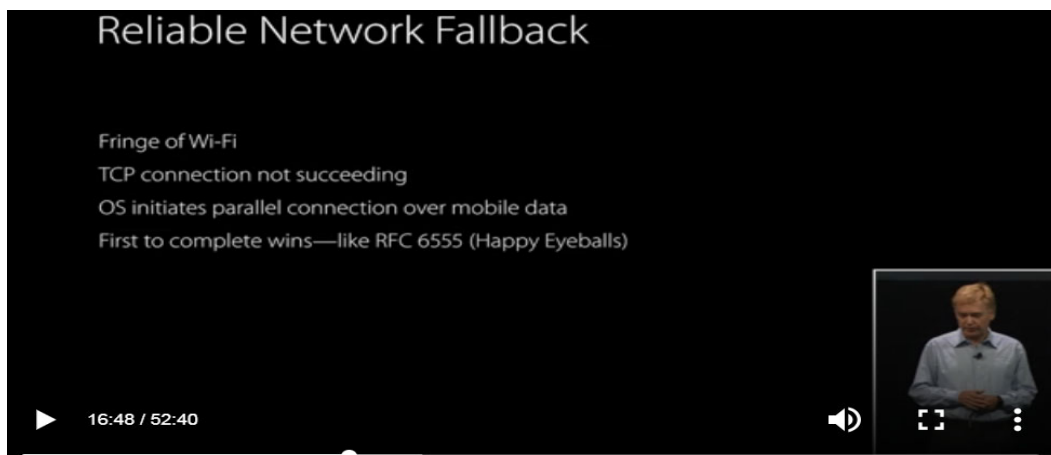 Reliable Network Fallback
Fringe of Wi-Fi
TCP connection not succeeding
OS initiates parallel connection over mobile data
First to complete wins—like RFC 6555 (Happy Eyeballs)
16:48 / 52:40